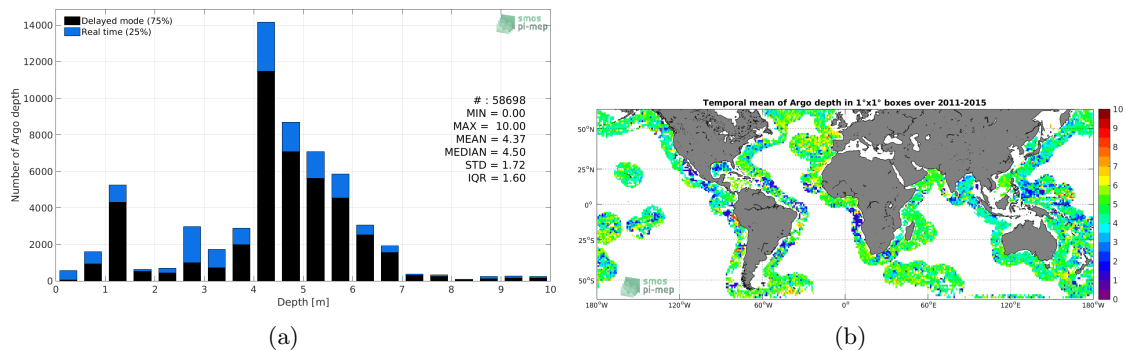 Delayed mode (75%)
Real time (25%)
smos
pi-mep
14000
12000
10000
8000
6000
4000
2000
0
Number of Argo depth
# : 58698
MIN = 0.00
MAX = 10.00
MEAN = 4.37
MEDIAN = 4.50
STD = 1.72
IQR = 1.60
1 2 3 4 5 6 7 8 9 10
Depth [m]
(a)
Temporal mean of Argo depth in 1°x1° boxes over 2011-2015
50°N
25°N
0°
25°S
50°S
180°W 120°W 60°W 0° 60°E 120°E 180°W
smos
pi-mep
10
9
8
7
6
5
4
3
2
1
0
(b)